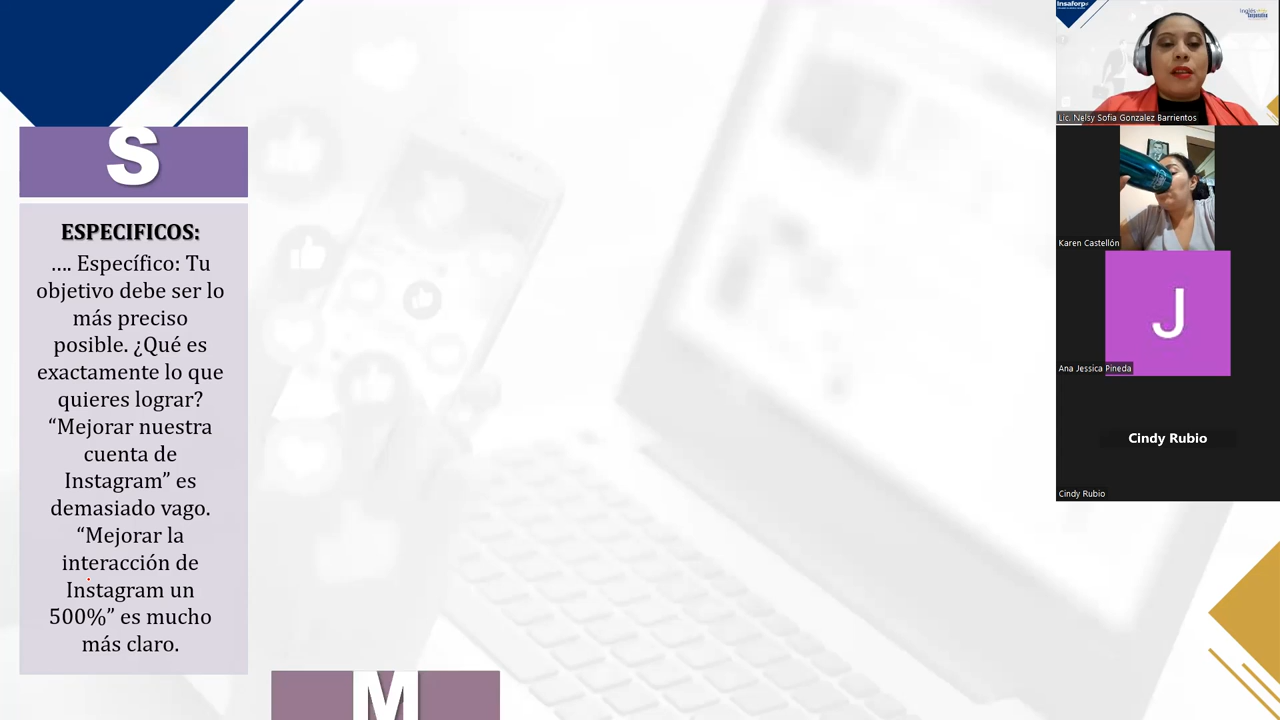 S
ESPECIFICOS:
.... Específico: Tu
objetivo debe ser lo
más preciso
posible. ¿Qué es
exactamente lo que
quieres lograr?
“Mejorar nuestra
cuenta de
Instagram” es
demasiado vago.
“Mejorar la
interacción de
Instagram un
500%” es mucho
más claro.
M
Insaforp
Inglés
Lic. Nelsy Sofia Gonzalez Barrientos
Karen Castellón
J
Ana Jessica Pineda
Cindy Rubio
Cindy Rubio